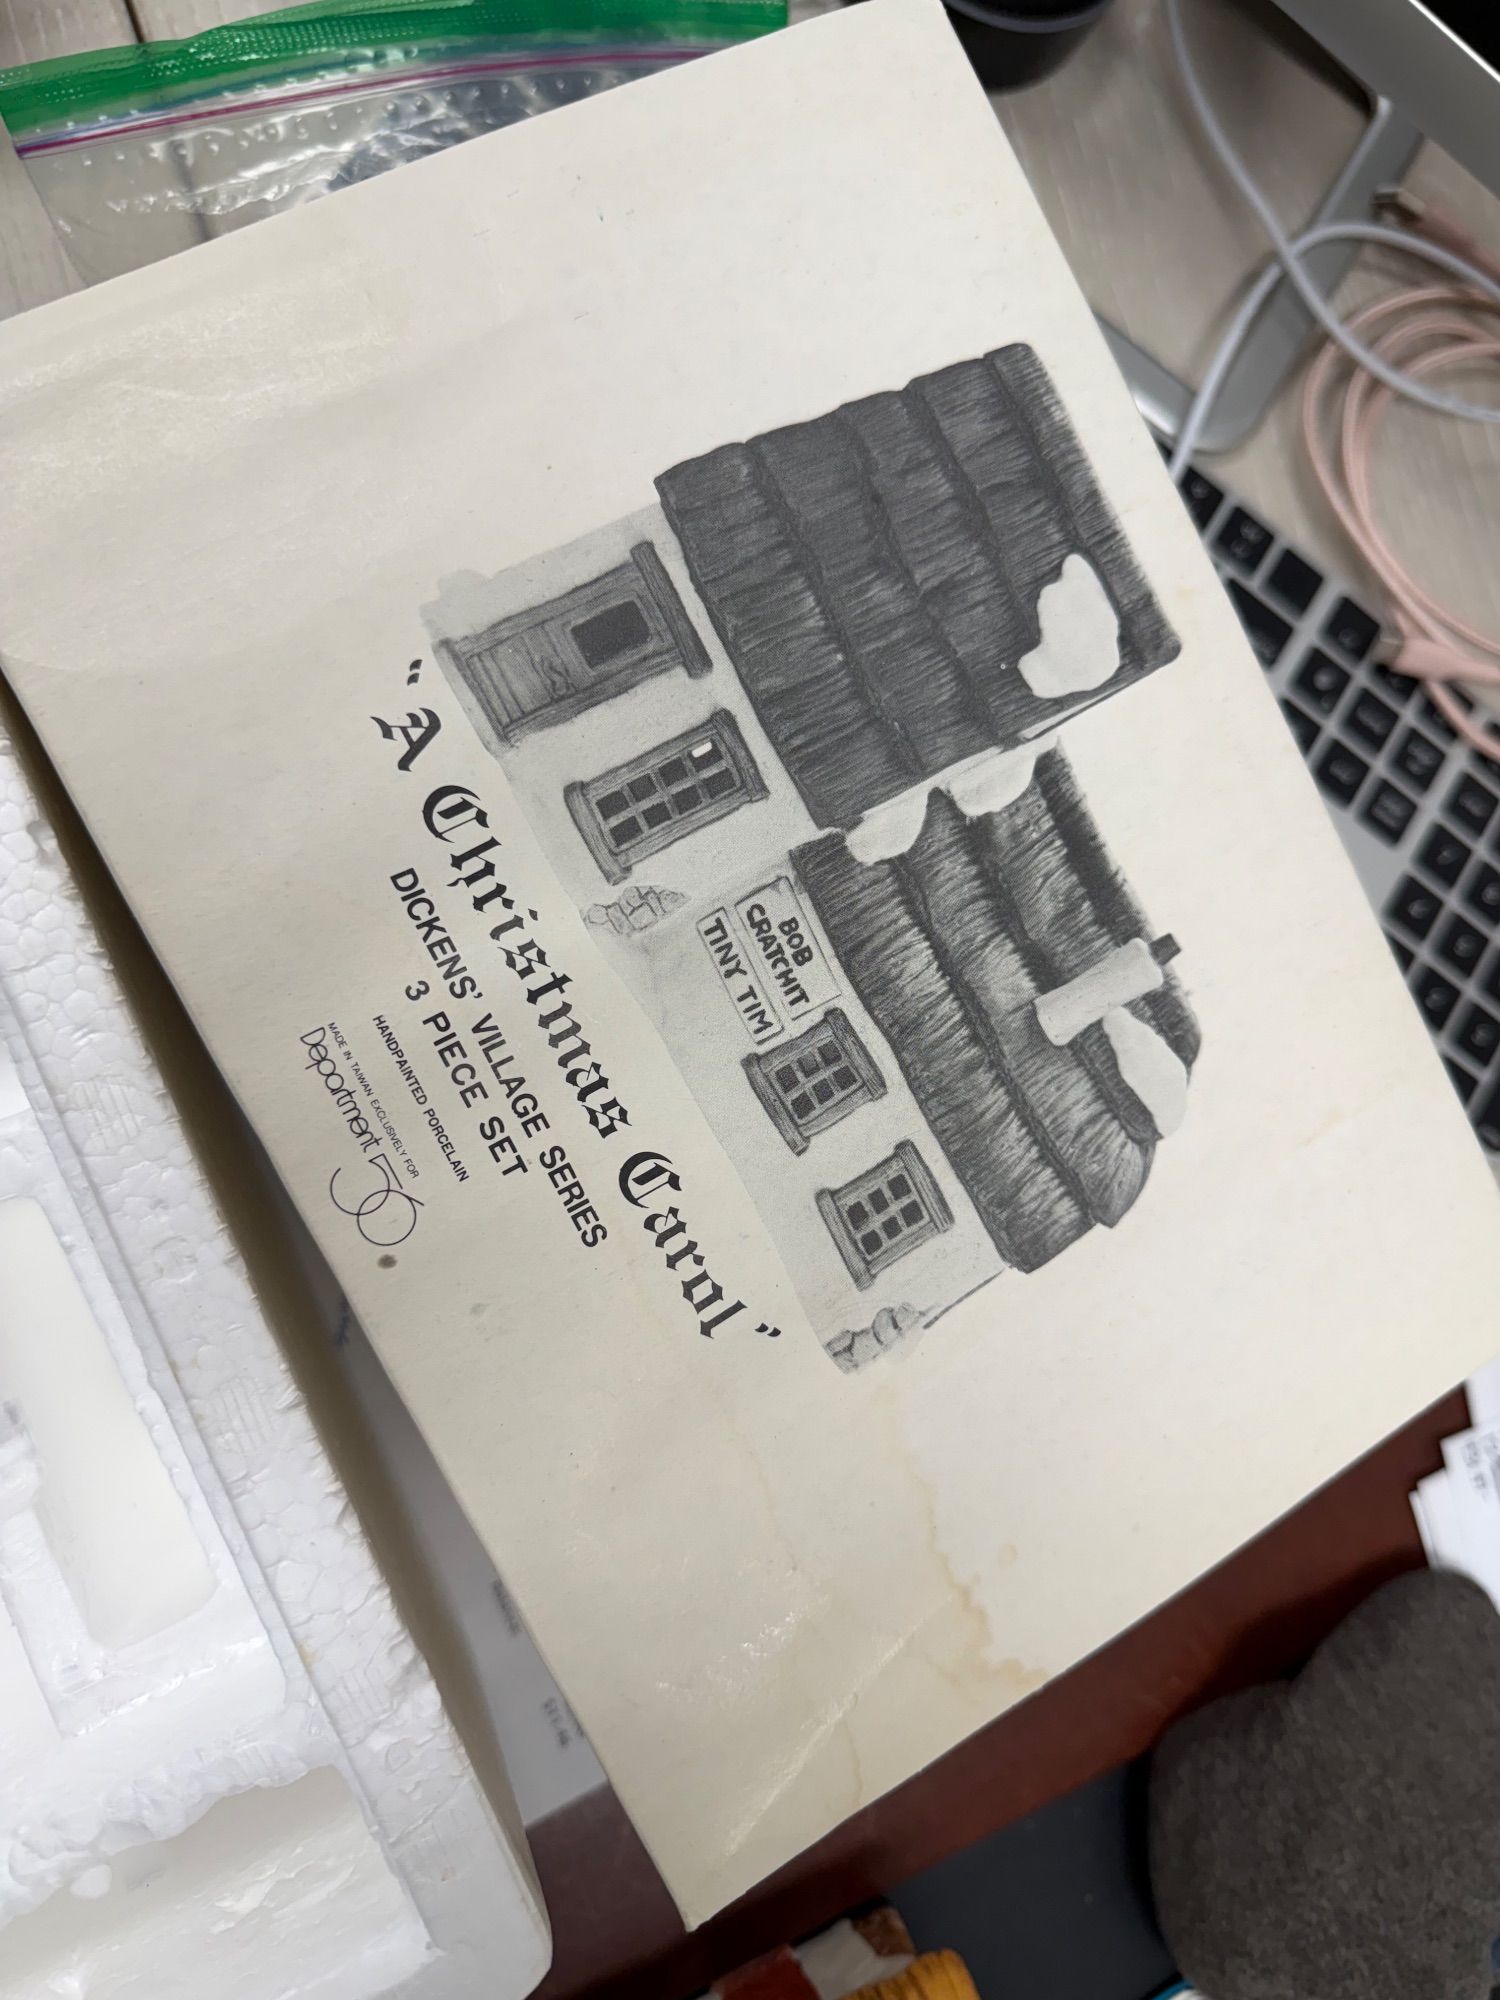 BOB
CRATCHIT
TINY TIM
"A Christmas Carol"
DICKENS' VILLAGE SERIES
3 PIECE SET
HANDPAINTED PORCELAIN
MADE IN TAIWAN EXCLUSIVELY FOR
Department 56